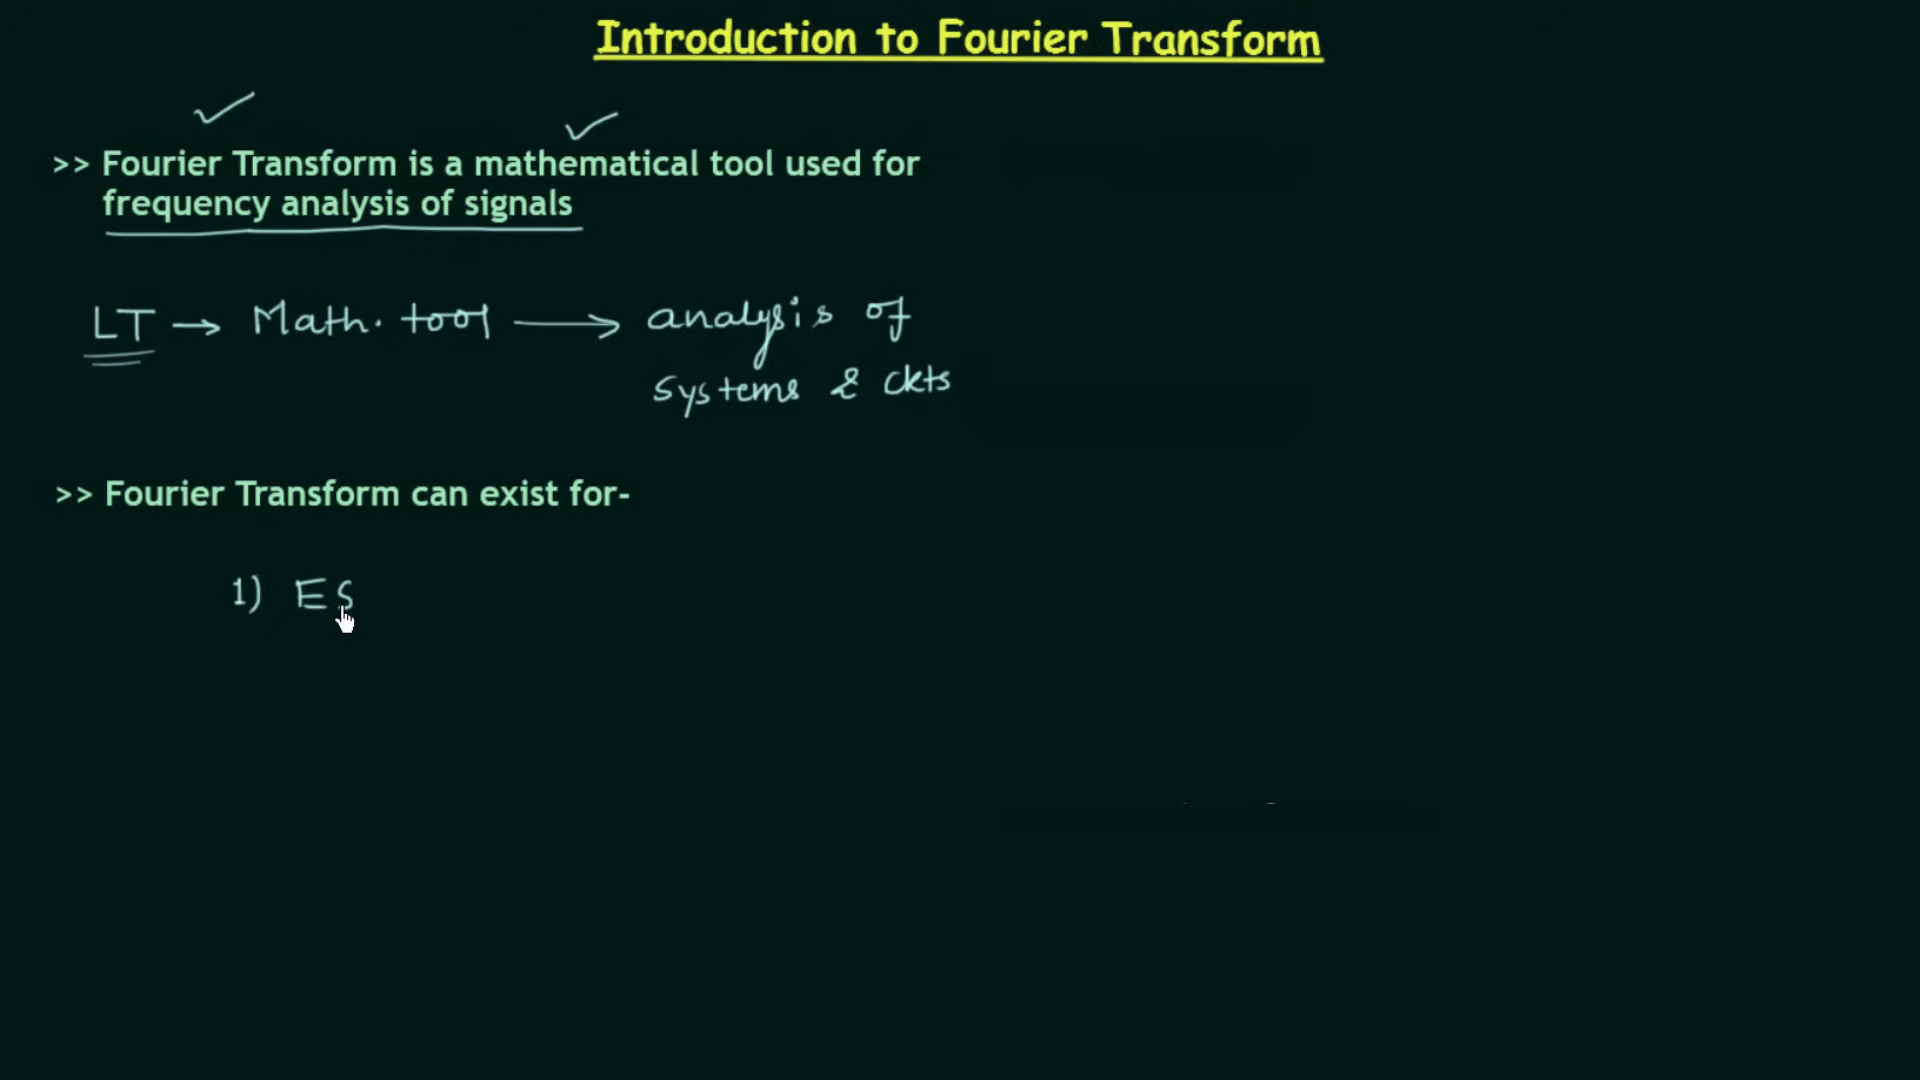 Introduction to Fourier Transform
>> Fourier Transform is a mathematical tool used for
frequency analysis of signals
LT → Math. tool → analysis of
systems & ckts
>> Fourier Transform can exist for-
1) ES